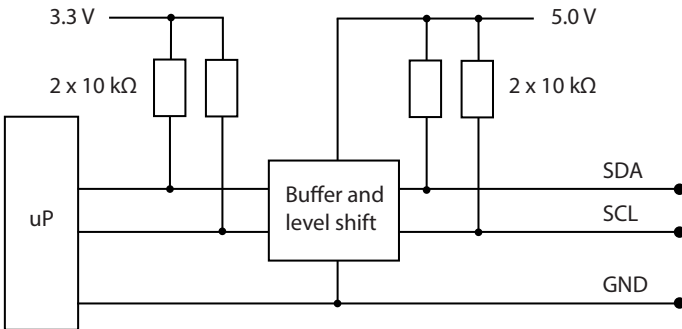 3.3 V
5.0 V
2 x 10 kΩ
2 x 10 kΩ
uP
Buffer and
level shift
SDA
SCL
GND